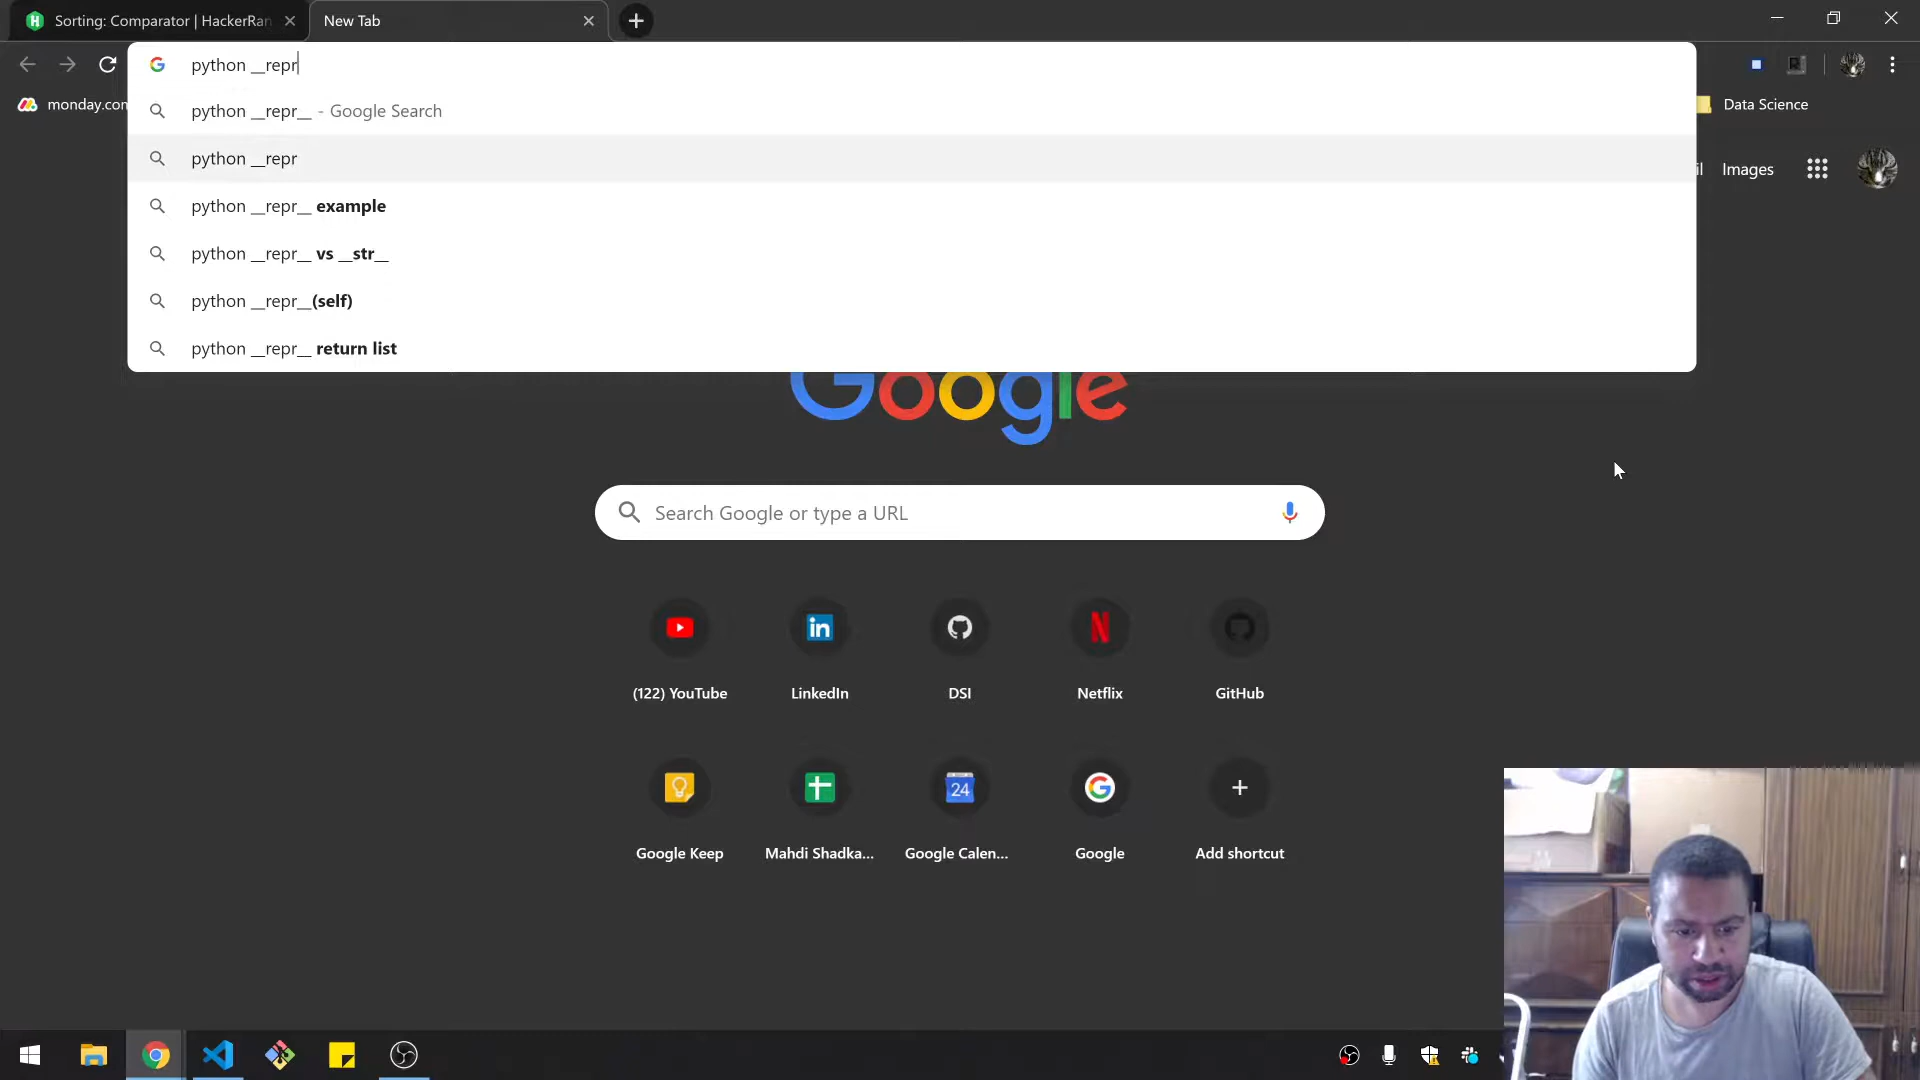 Sorting: Comparator | HackerRan
New Tab
python __repr
monday.com
python __repr__ - Google Search
Data Science
python __repr
Images
python __repr__ example
python __repr__ vs __str__
python __repr__(self)
python __repr__ return list
Google
Search Google or type a URL
(122) YouTube
LinkedIn
DSI
Netflix
GitHub
24
Google Keep
Mahdi Shadka...
Google Calen...
Google
Add shortcut